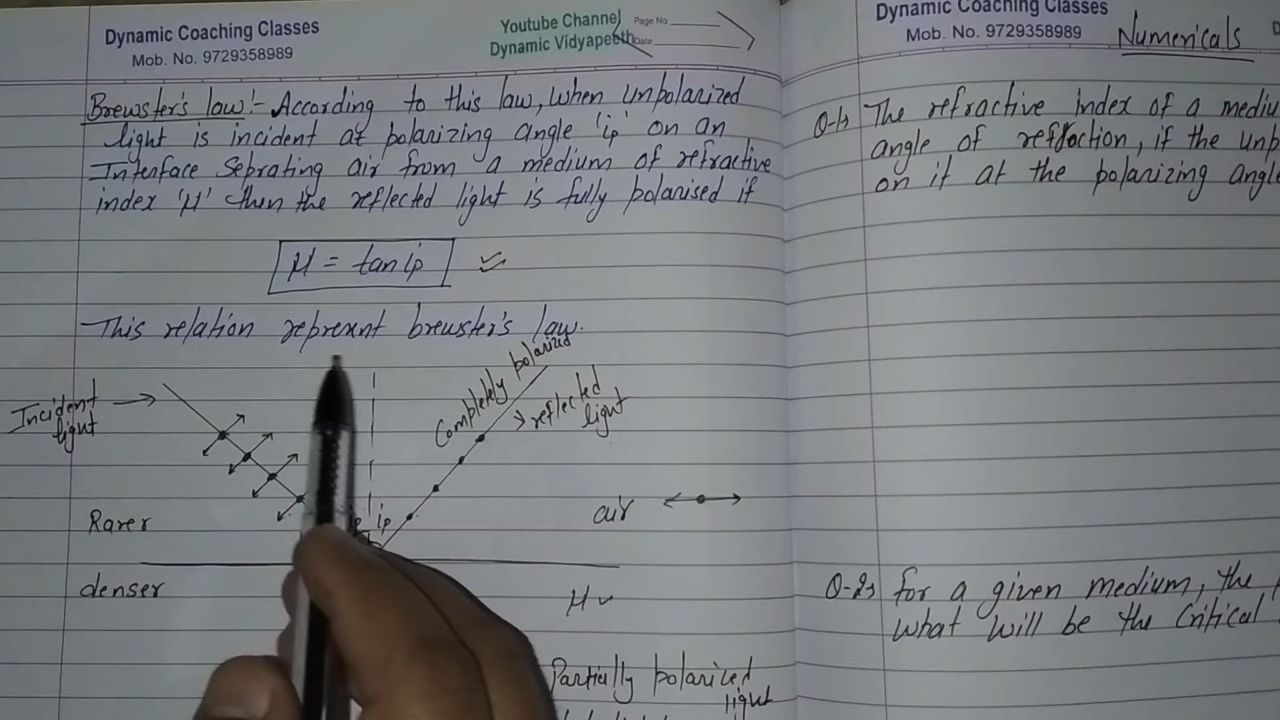 Dynamic Coaching Classes
Mob. No. 9729358989
Youtube Channel
Dynamic Vidyapeeth
Page No.
Date
Brewster's law :- According to this law, when unpolarized
light is incident at polarizing angle 'ip' on an
Interface Seprating air from a medium of refractive
index 'μ' then the reflected light is fully polarised if
μ = tan ip
This relation reprexnt brewster's law.
Incident
light
Completely polarized
reflected
light
ip ip
Rarer
air
denser
μ
Partially polarized
light
Dynamic Coaching Classes
Mob. No. 9729358989
Numericals
Q-1) The refractive index of a mediu
angle of refraction, if the unp
on it at the polarizing angle
Q-2) for a given medium, the
what will be the Critical